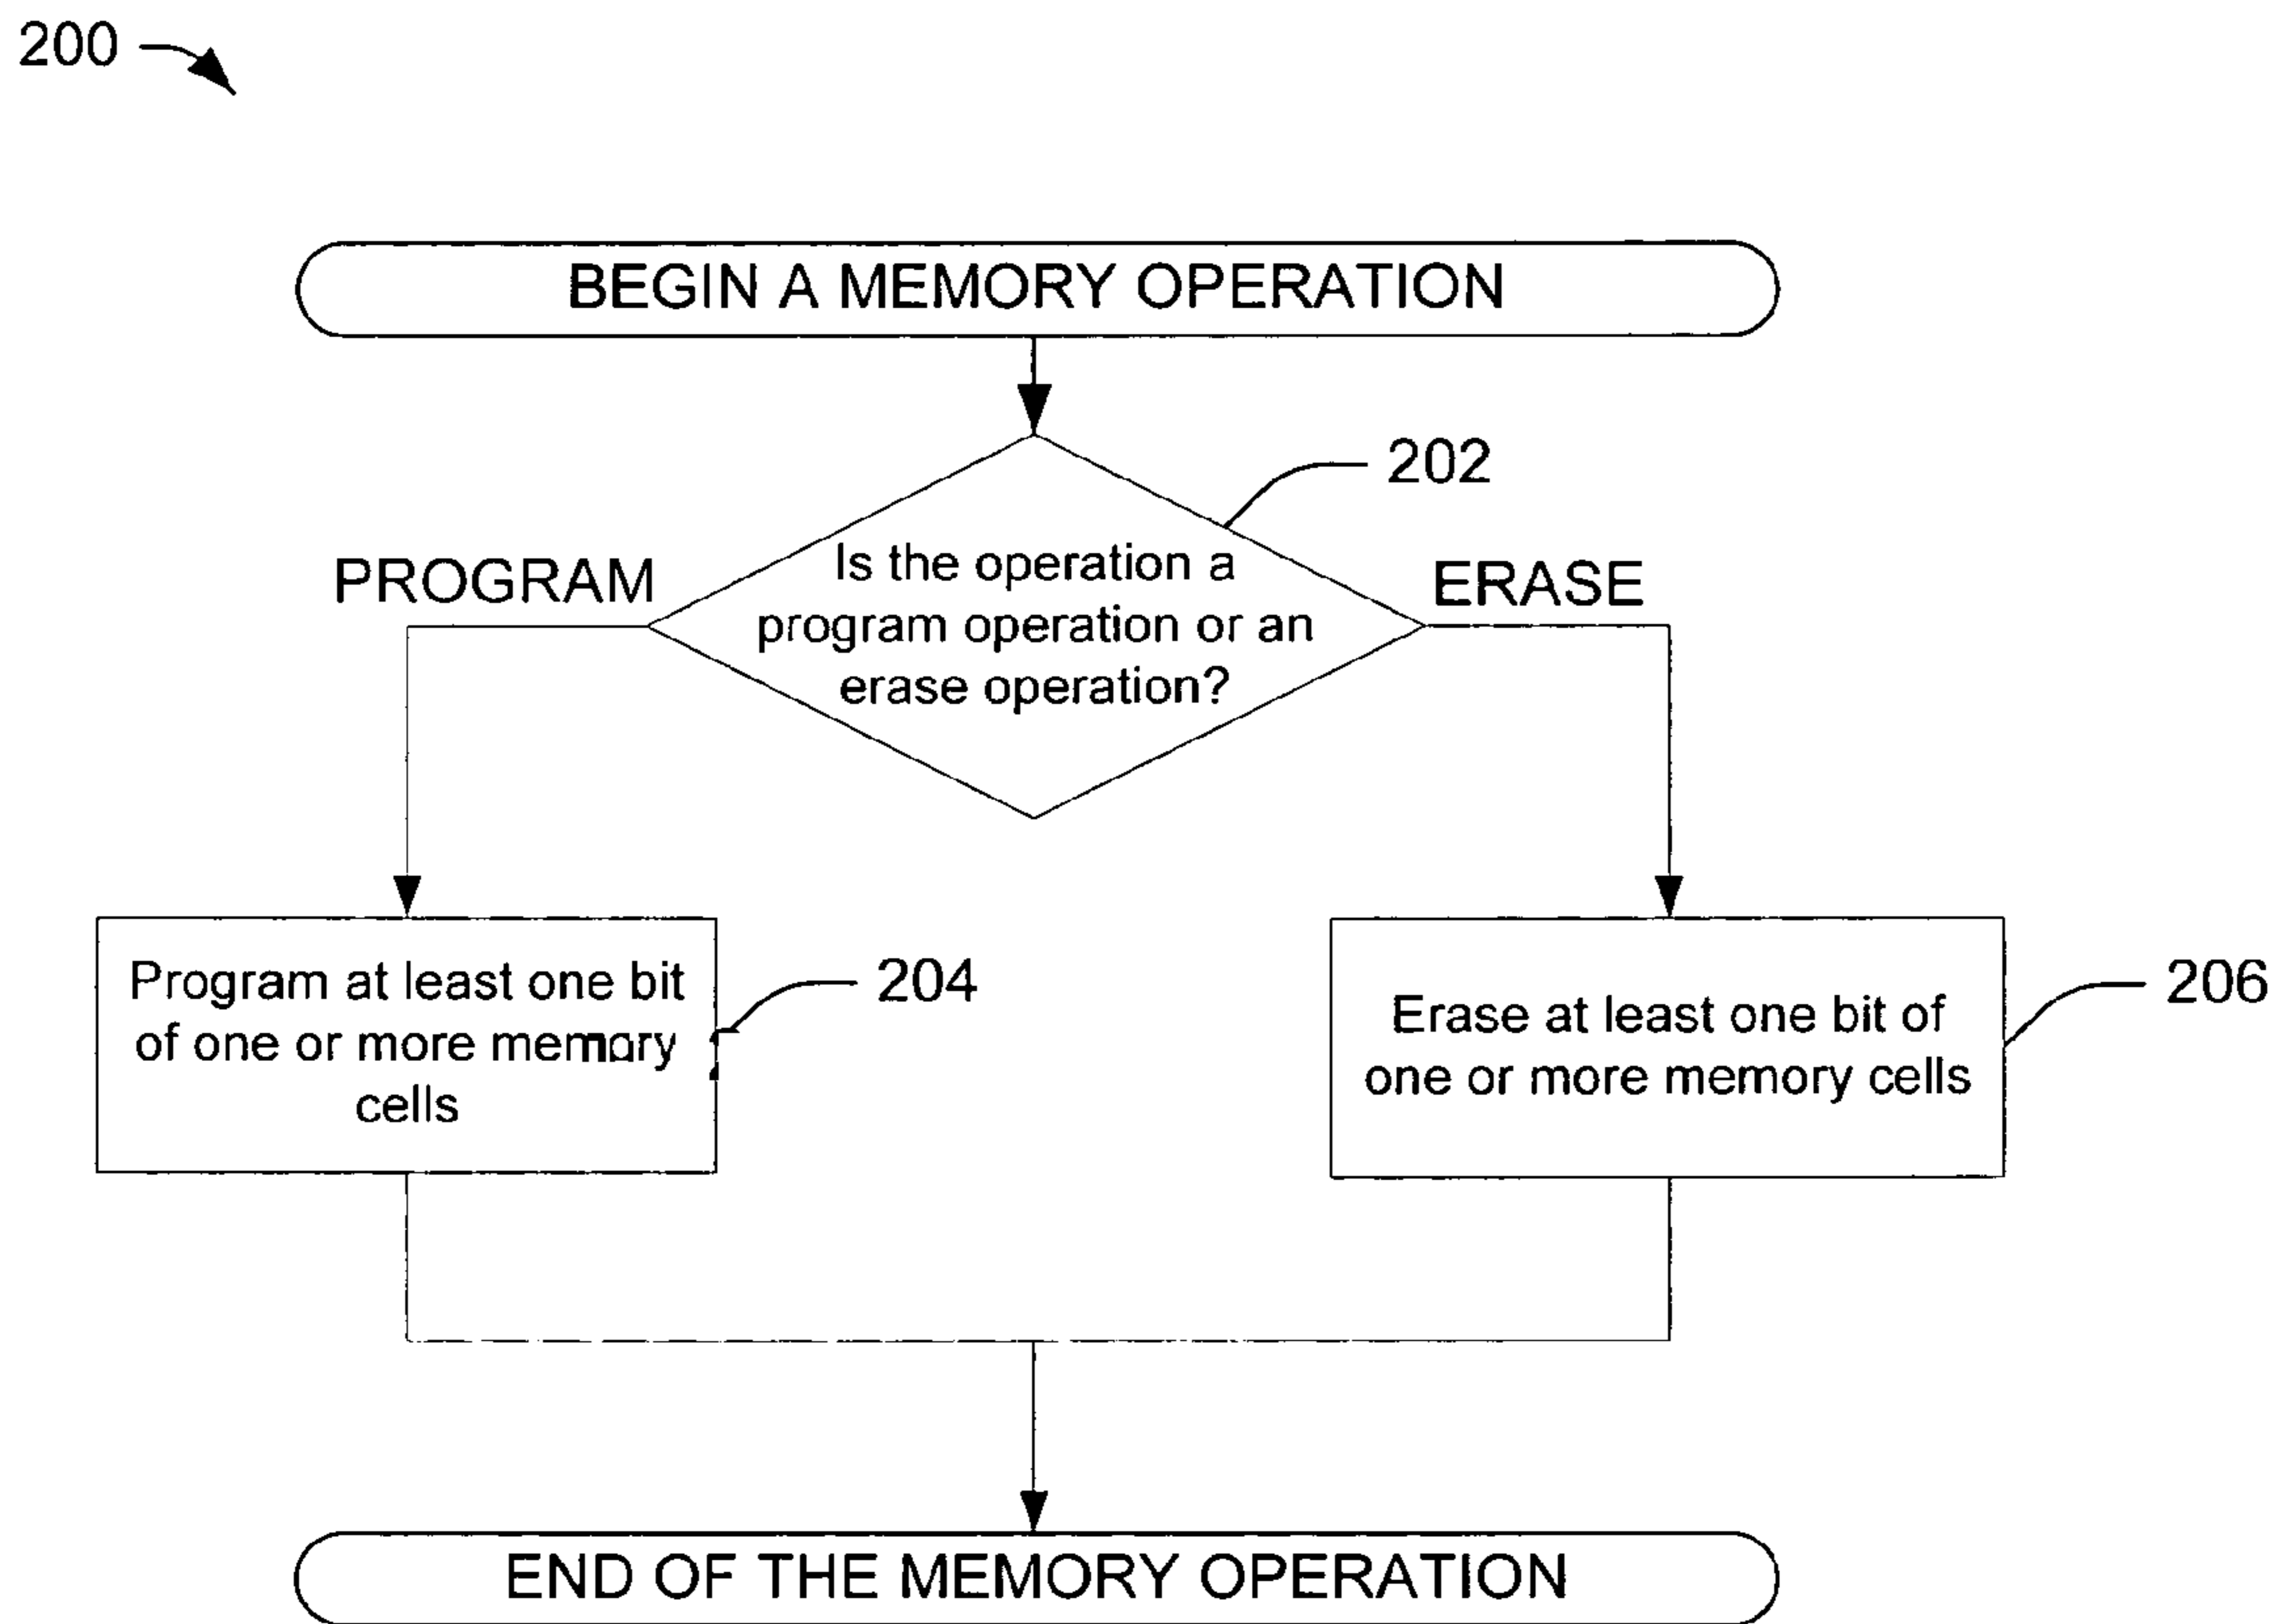 200
BEGIN A MEMORY OPERATION
202
Is the operation a
program operation or an
erase operation?
PROGRAM
ERASE
Program at least one bit
of one or more memory
cells
204
Erase at least one bit of
one or more memory cells
206
END OF THE MEMORY OPERATION